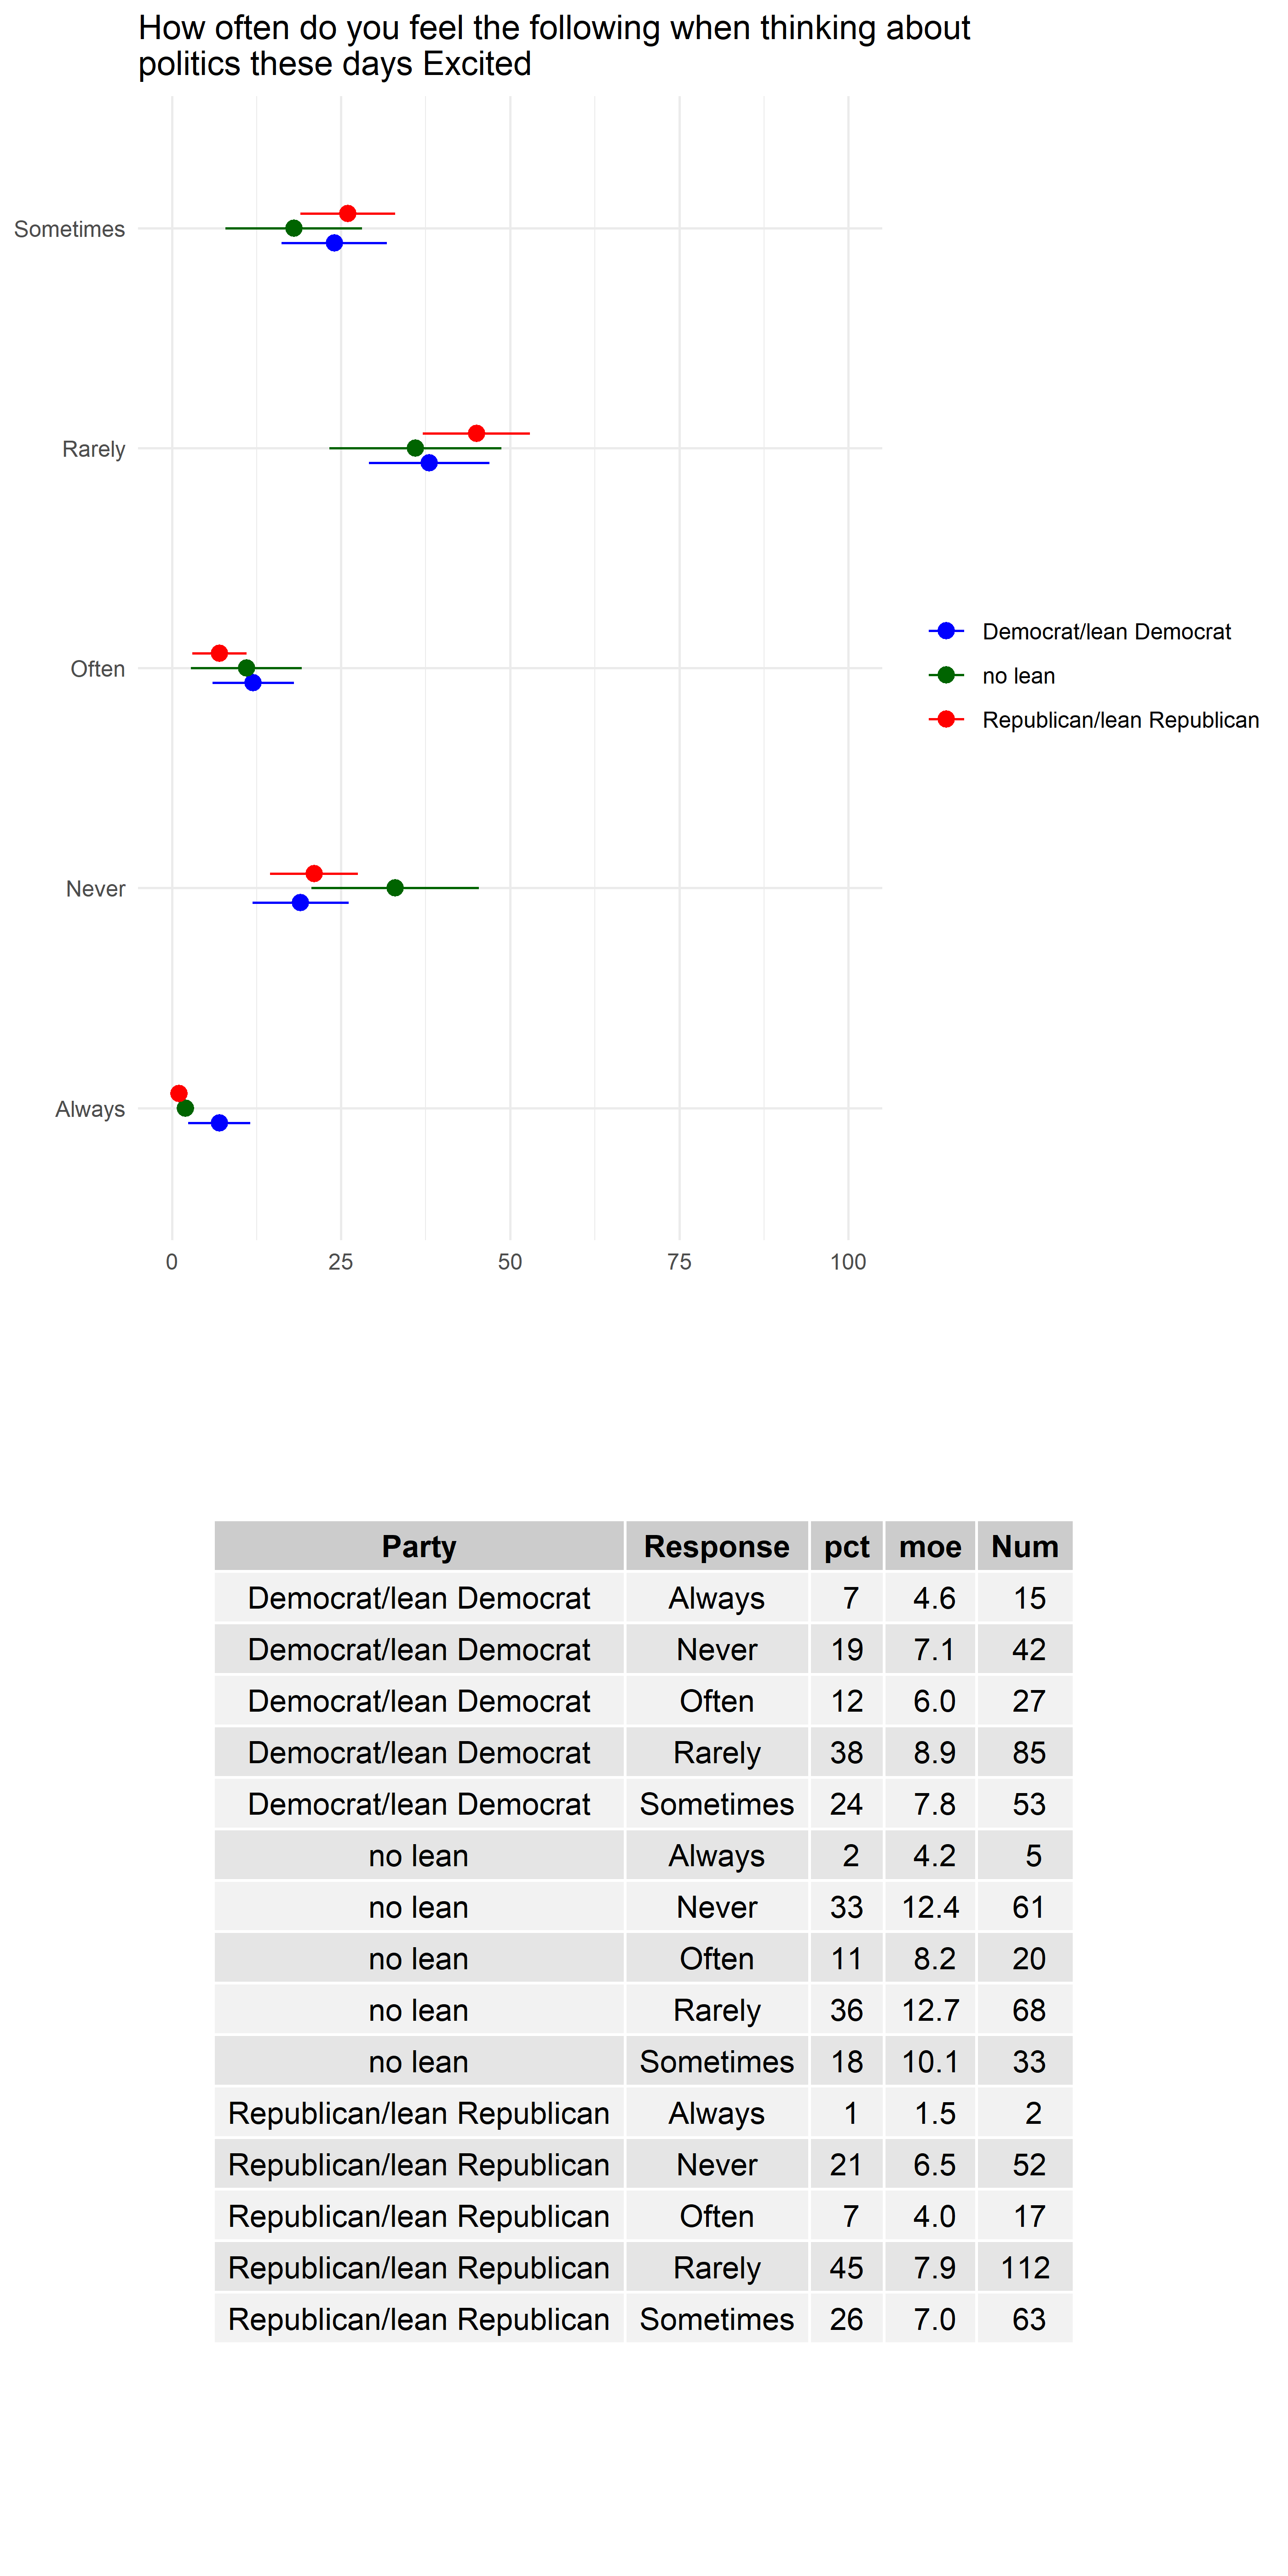 How often do you feel the following when thinking about
politics these days Excited
Sometimes
Rarely
Often
Never
Always
0 25 50 75 100
Democrat/lean Democrat
no lean
Republican/lean Republican
Party Response pct moe Num
Democrat/lean Democrat Always 7 4.6 15
Democrat/lean Democrat Never 19 7.1 42
Democrat/lean Democrat Often 12 6.0 27
Democrat/lean Democrat Rarely 38 8.9 85
Democrat/lean Democrat Sometimes 24 7.8 53
no lean Always 2 4.2 5
no lean Never 33 12.4 61
no lean Often 11 8.2 20
no lean Rarely 36 12.7 68
no lean Sometimes 18 10.1 33
Republican/lean Republican Always 1 1.5 2
Republican/lean Republican Never 21 6.5 52
Republican/lean Republican Often 7 4.0 17
Republican/lean Republican Rarely 45 7.9 112
Republican/lean Republican Sometimes 26 7.0 63